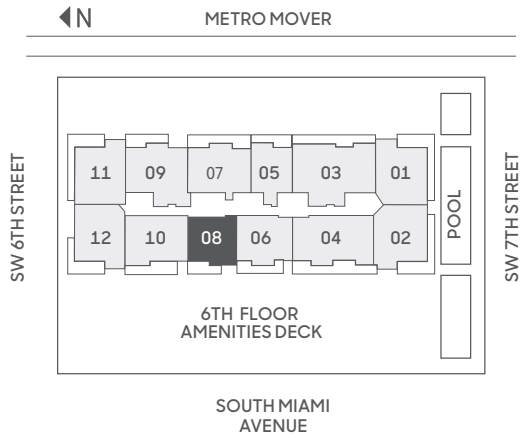 N
METRO MOVER
SW 6TH STREET
11 09 07 05 03 01
12 10 08 06 04 02
POOL
SW 7TH STREET
6TH FLOOR
AMENITIES DECK
SOUTH MIAMI
AVENUE